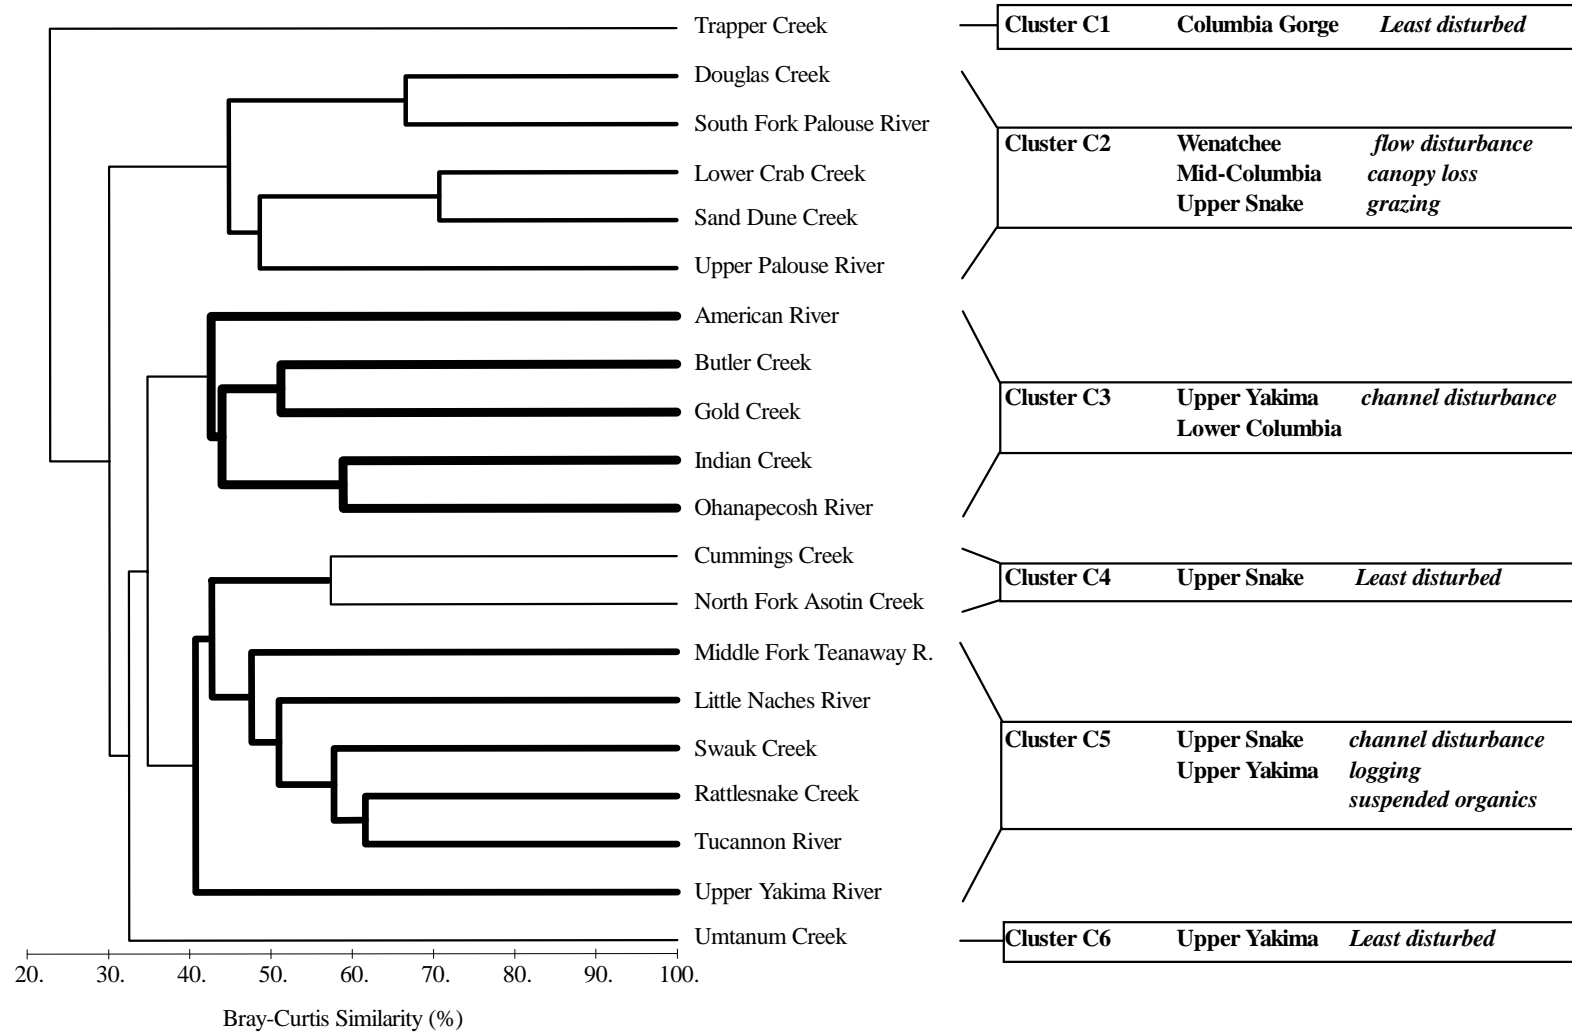 Trapper Creek
Cluster C1 Columbia Gorge Least disturbed
Douglas Creek
South Fork Palouse River
Cluster C2 Wenatchee flow disturbance
Lower Crab Creek
Mid-Columbia canopy loss
Upper Snake grazing
Sand Dune Creek
Upper Palouse River
American River
Butler Creek
Cluster C3 Upper Yakima channel disturbance
Gold Creek
Lower Columbia
Indian Creek
Ohanapecosh River
Cummings Creek
Cluster C4 Upper Snake Least disturbed
North Fork Asotin Creek
Middle Fork Teanaway R.
Little Naches River
Cluster C5 Upper Snake channel disturbance
Swauk Creek
Upper Yakima logging
Rattlesnake Creek
suspended organics
Tucannon River
Upper Yakima River
Umtanum Creek
Cluster C6 Upper Yakima Least disturbed
20. 30. 40. 50. 60. 70. 80. 90. 100.
Bray-Curtis Similarity (%)